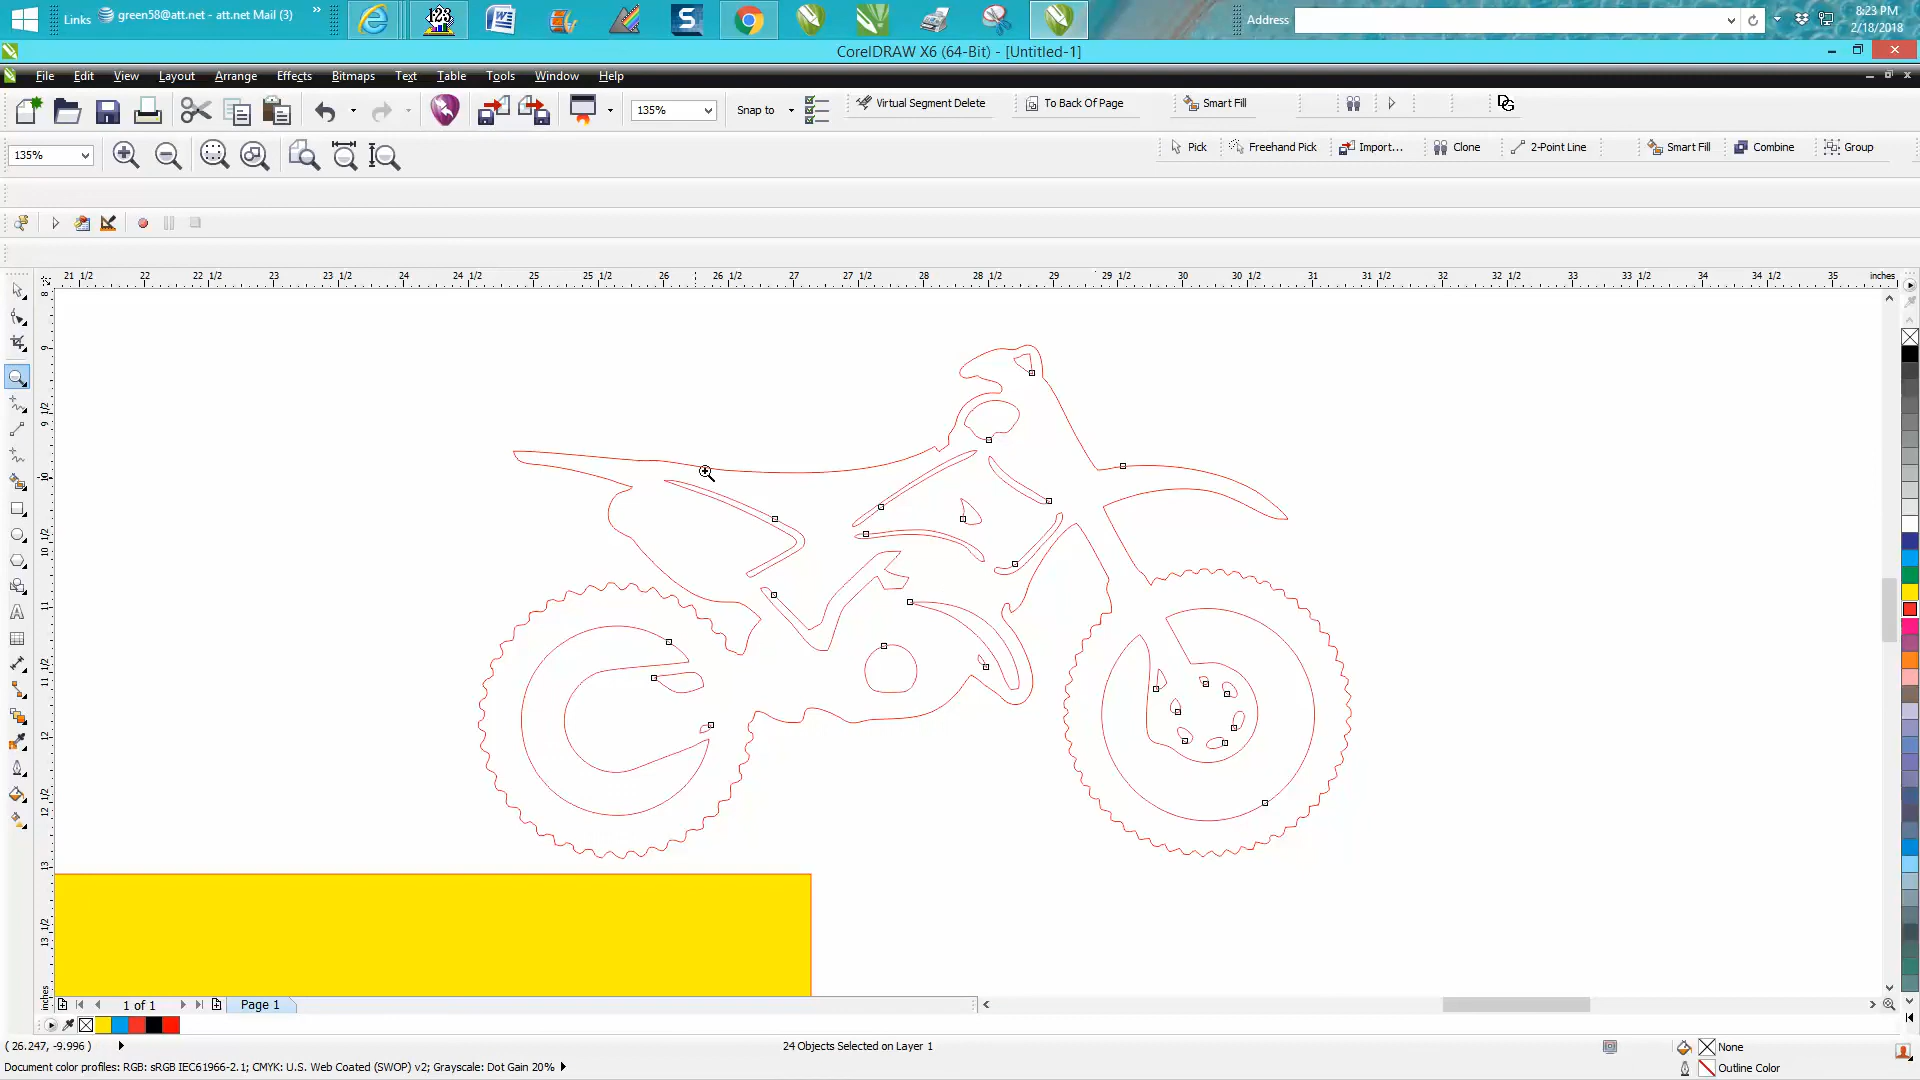 Links green58@att.net - att.net Mail (3) »
Address
8:23 PM
2/18/2018
CorelDRAW X6 (64-Bit) - [Untitled-1]
File Edit View Layout Arrange Effects Bitmaps Text Table Tools Window Help
135% Snap to Virtual Segment Delete To Back Of Page Smart Fill
135% Pick Freehand Pick Import... Clone 2-Point Line Smart Fill Combine Group
21 1/2 22 22 1/2 23 23 1/2 24 24 1/2 25 25 1/2 26 26 1/2 27 27 1/2 28 28 1/2 29 29 1/2 30 30 1/2 31 31 1/2 32 32 1/2 33 33 1/2 34 34 1/2 35 inches
1 of 1 Page 1
( 26.247, -9.996 ) 24 Objects Selected on Layer 1 None
Document color profiles: RGB: sRGB IEC61966-2.1; CMYK: U.S. Web Coated (SWOP) v2; Grayscale: Dot Gain 20% Outline Color